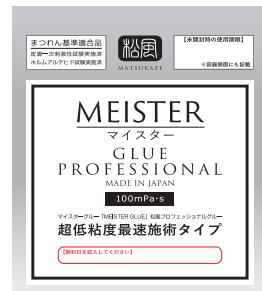 まつれん基準適合品
皮膚一次刺激性試験実施済
ホルムアルデヒド試験実施済
松風
MATSUKAZE
【未開封時の使用期限】
※容器側面にも記載
MEISTER
マイスター
GLUE
PROFESSIONAL
MADE IN JAPAN
100mPa·s
マイスターグルー「MEISTER GLUE」松風プロフェッショナルグルー
超低粘度最速施術タイプ
【開封日を記入してください】